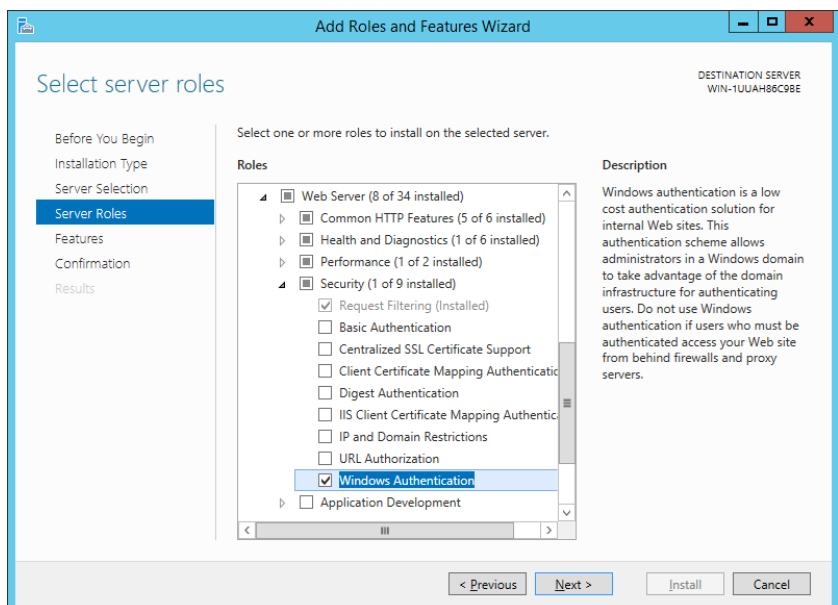 Add Roles and Features Wizard
Select server roles
DESTINATION SERVER
WIN-1UUAH86C9BE
Before You Begin
Installation Type
Server Selection
Server Roles
Features
Confirmation
Results
Select one or more roles to install on the selected server.
Roles
Web Server (8 of 34 installed)
Common HTTP Features (5 of 6 installed)
Health and Diagnostics (1 of 6 installed)
Performance (1 of 2 installed)
Security (1 of 9 installed)
Request Filtering (Installed)
Basic Authentication
Centralized SSL Certificate Support
Client Certificate Mapping Authenticatic
Digest Authentication
IIS Client Certificate Mapping Authentic
IP and Domain Restrictions
URL Authorization
Windows Authentication
Application Development
Description
Windows authentication is a low
cost authentication solution for
internal Web sites. This
authentication scheme allows
administrators in a Windows domain
to take advantage of the domain
infrastructure for authenticating
users. Do not use Windows
authentication if users who must be
authenticated access your Web site
from behind firewalls and proxy
servers.
< Previous
Next >
Install
Cancel